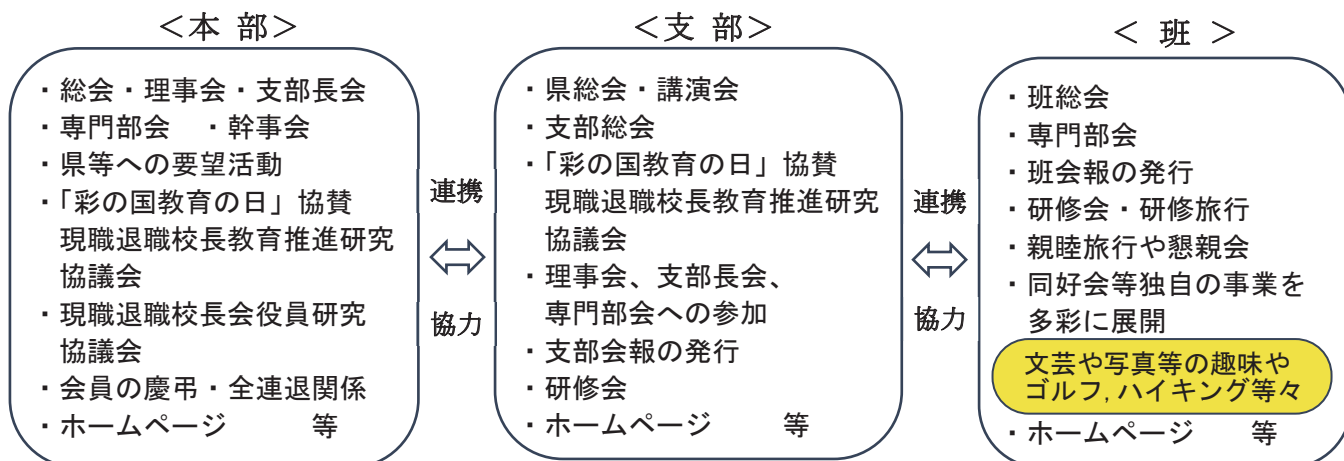 <本 部>
・総会・理事会・支部長会
・専門部会　・幹事会
・県等への要望活動
・「彩の国教育の日」協賛
現職退職校長教育推進研究
協議会
・現職退職校長会役員研究
協議会
・会員の慶弔・全連退関係
・ホームページ　　　等
連携
協力
<支 部>
・県総会・講演会
・支部総会
・「彩の国教育の日」協賛
現職退職校長教育推進研究
協議会
・理事会、支部長会、
専門部会への参加
・支部会報の発行
・研修会
・ホームページ　　　等
連携
協力
< 班 >
・班総会
・専門部会
・班会報の発行
・研修会・研修旅行
・親睦旅行や懇親会
・同好会等独自の事業を
多彩に展開
文芸や写真等の趣味や
ゴルフ,ハイキング等々
・ホームページ　　等